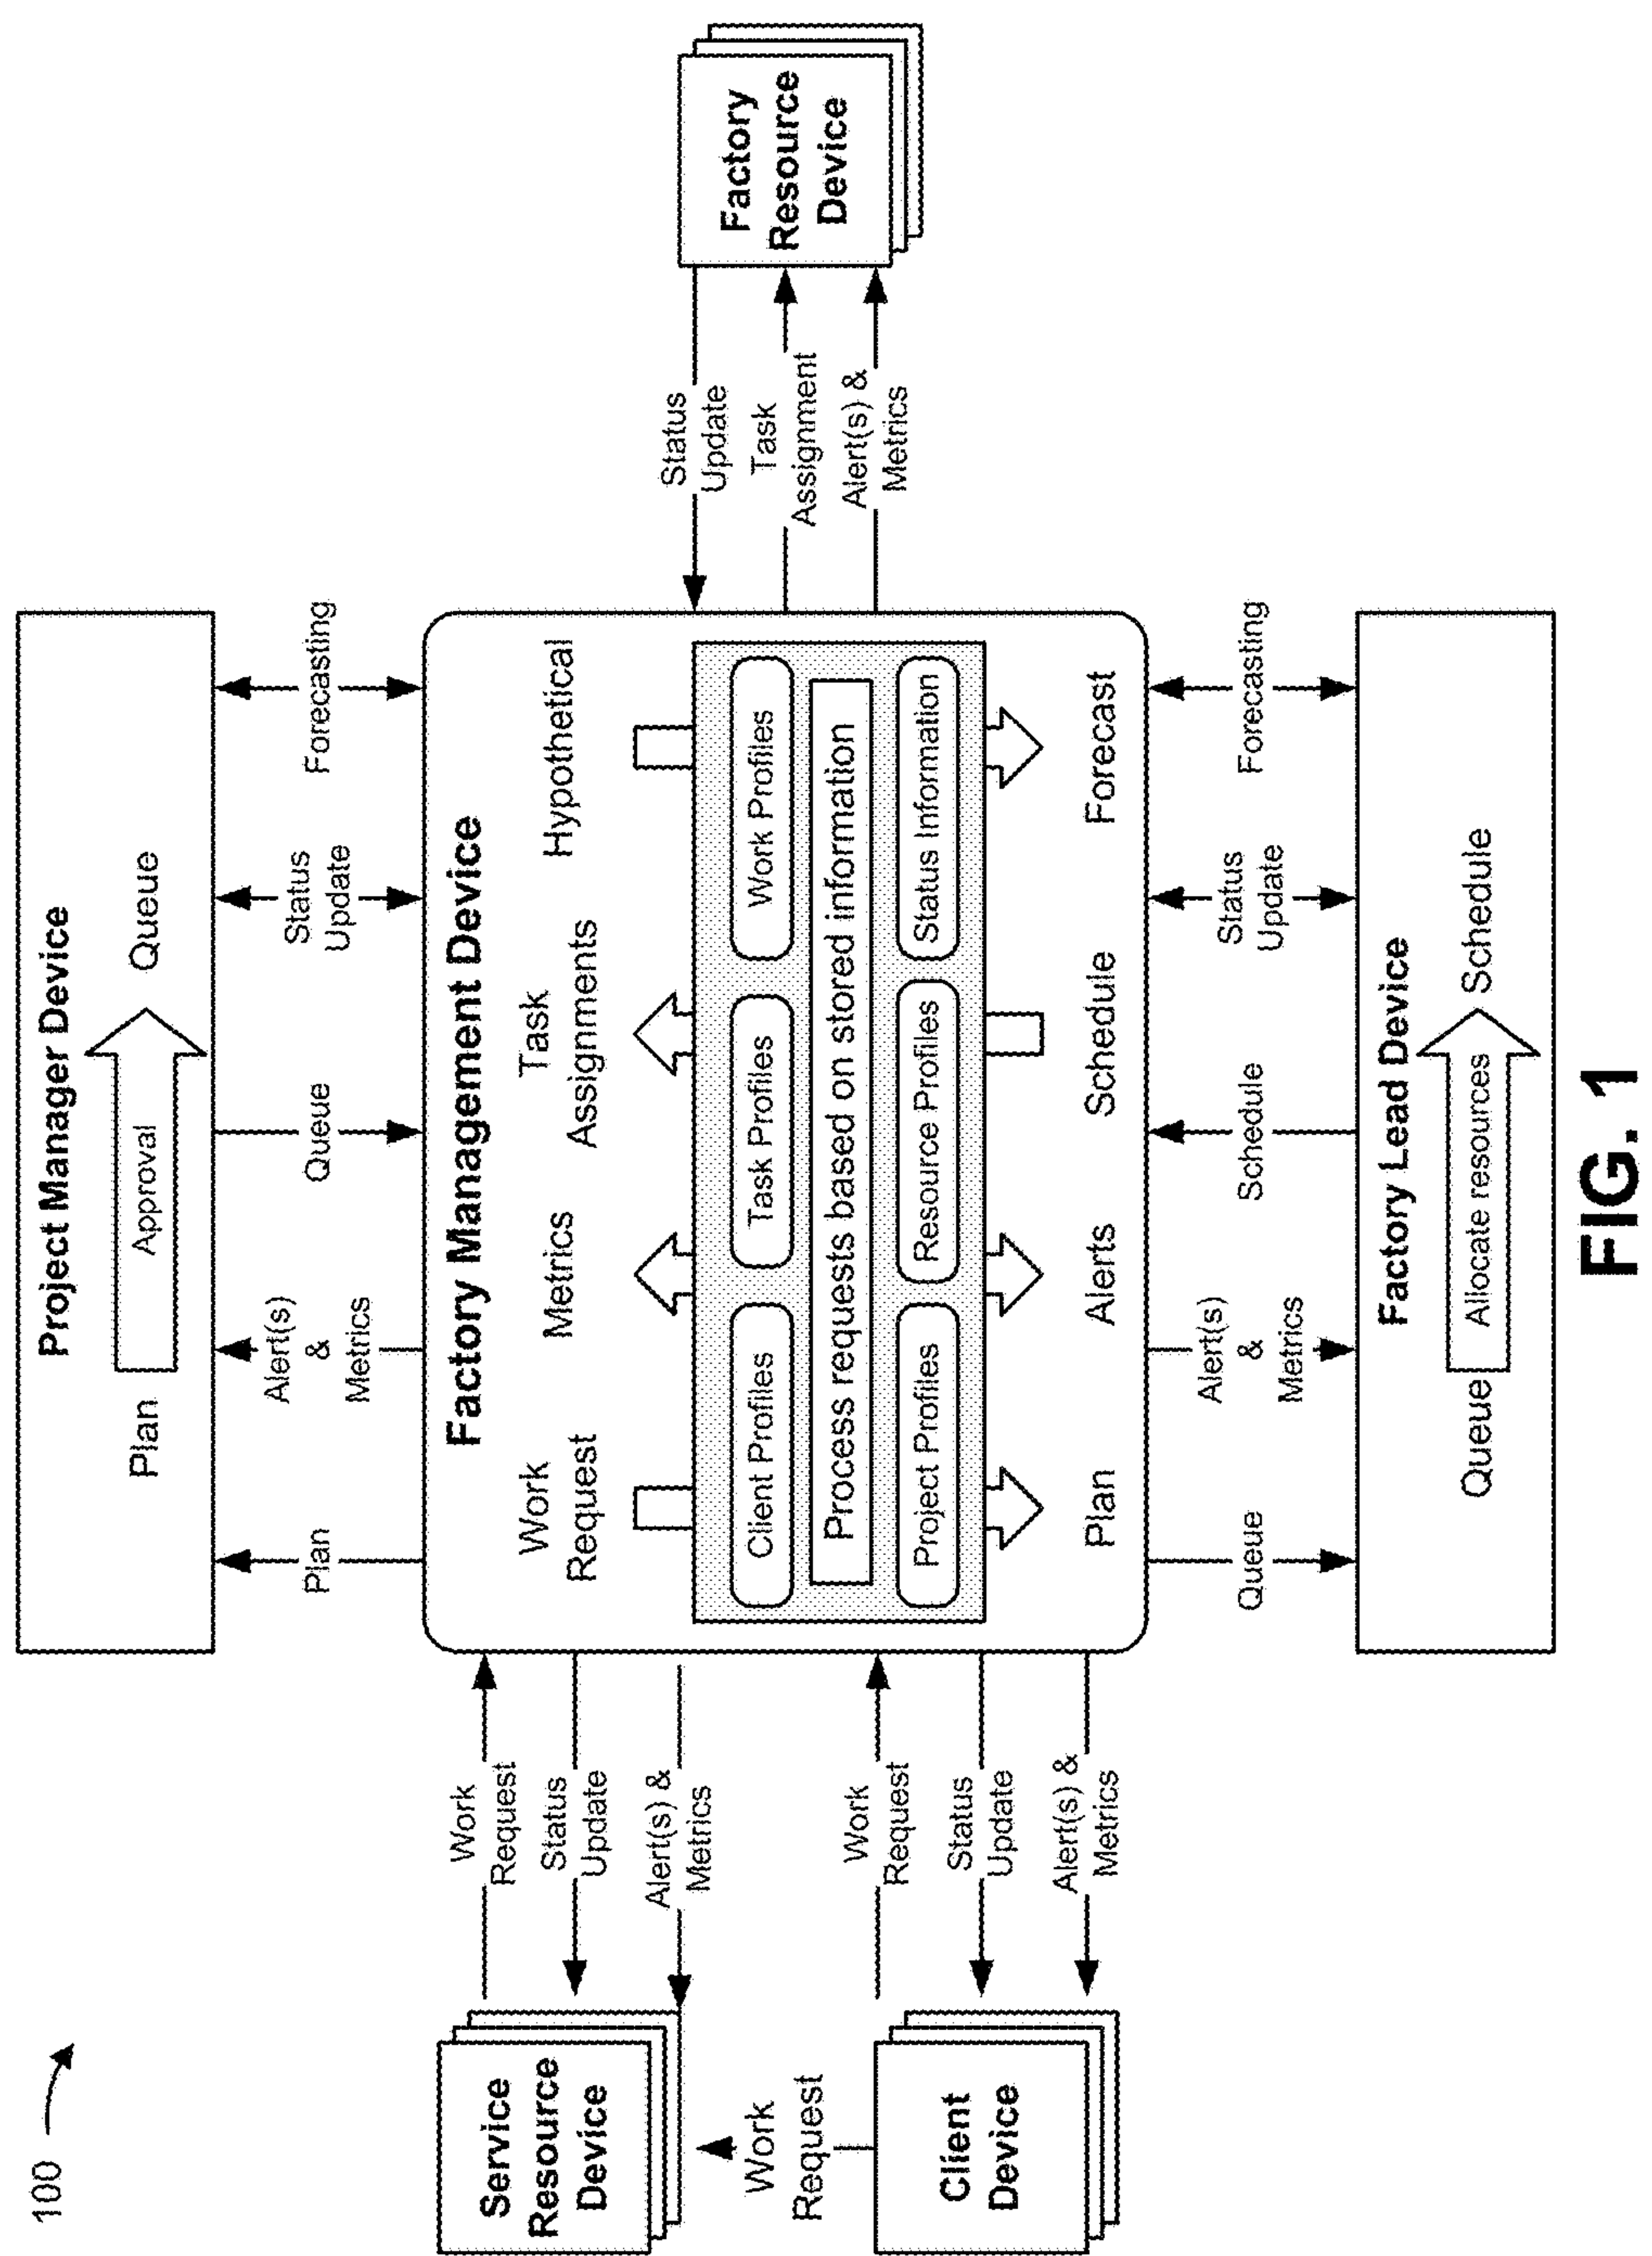 100
Project Manager Device
Plan
Approval
Queue
Plan
Alert(s)
&
Metrics
Queue
Status
Update
Forecasting
Service
Resource
Device
Work
Request
Status
Update
Alert(s) &
Metrics
Work
Request
Client
Device
Work
Request
Status
Update
Alert(s) &
Metrics
Factory Management Device
Work
Request
Metrics
Task
Assignments
Hypothetical
Client Profiles
Task Profiles
Work Profiles
Process requests based on stored information
Project Profiles
Resource Profiles
Status Information
Plan
Alerts
Schedule
Forecast
Status
Update
Task
Assignment
Alert(s) &
Metrics
Factory
Resource
Device
Queue
Alert(s)
&
Metrics
Schedule
Status
Update
Forecasting
Factory Lead Device
Queue
Allocate resources
Schedule
FIG. 1